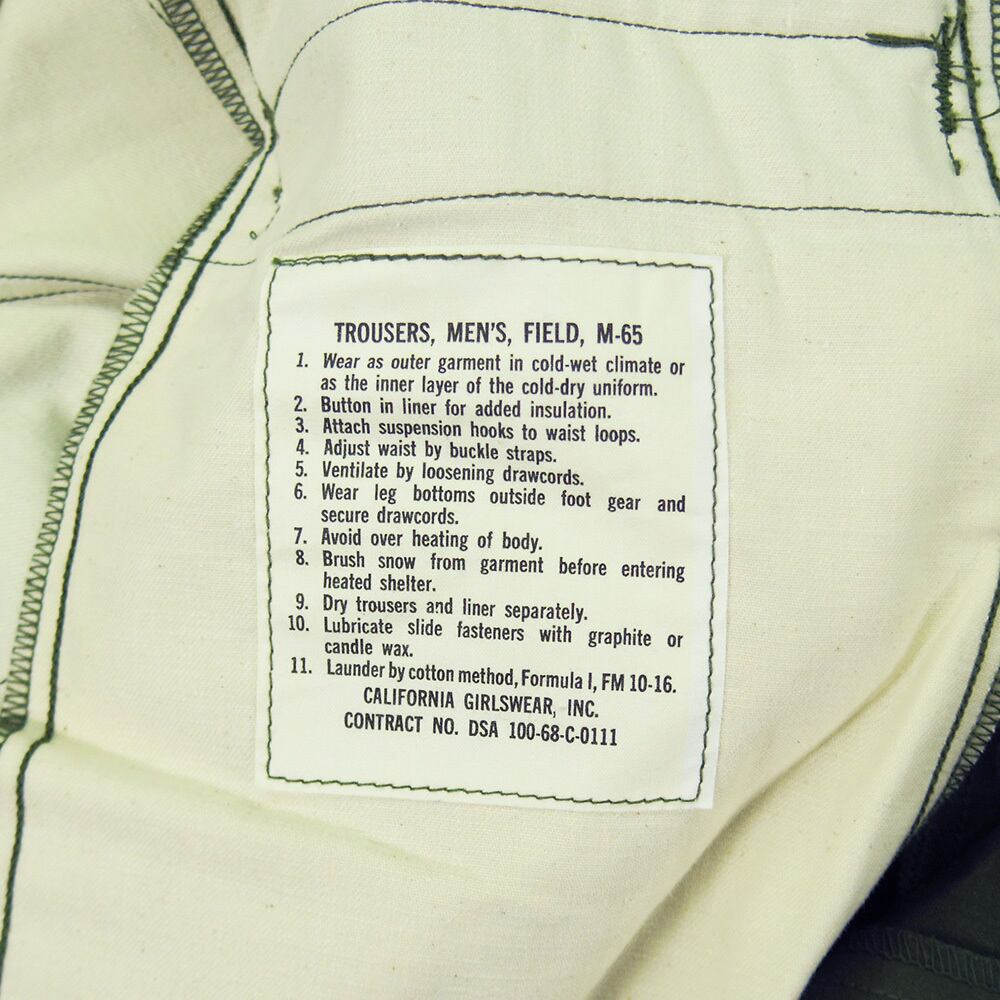 TROUSERS, MEN'S, FIELD, M-65
1. Wear as outer garment in cold-wet climate or
as the inner layer of the cold-dry uniform.
2. Button in liner for added insulation.
3. Attach suspension hooks to waist loops.
4. Adjust waist by buckle straps.
5. Ventilate by loosening drawcords.
6. Wear leg bottoms outside foot gear and
secure drawcords.
7. Avoid over heating of body.
8. Brush snow from garment before entering
heated shelter.
9. Dry trousers and liner separately.
10. Lubricate slide fasteners with graphite or
candle wax.
11. Launder by cotton method, Formula I, FM 10-16.
CALIFORNIA GIRLSWEAR, INC.
CONTRACT NO. DSA 100-68-C-0111